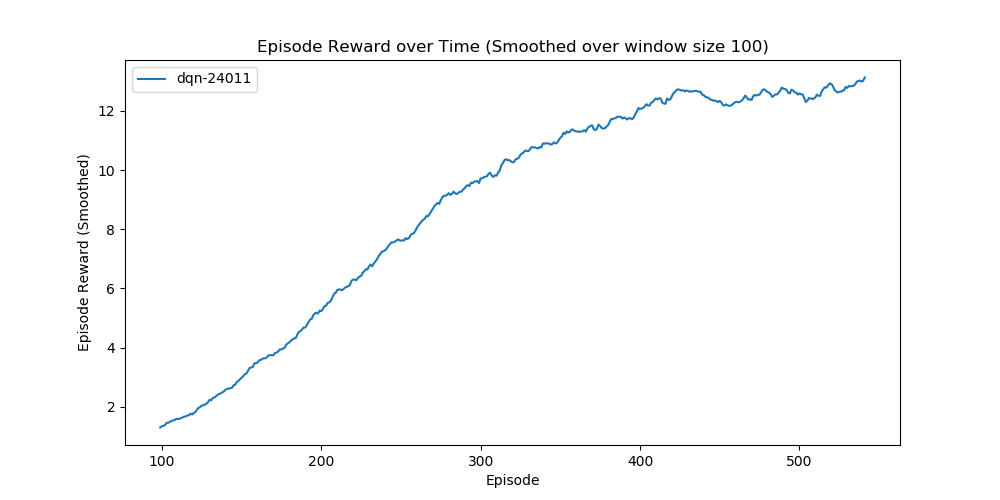 Episode Reward over Time (Smoothed over window size 100)
dqn-24011
12
10
8
6
4
2
Episode Reward (Smoothed)
100 200 300 400 500
Episode